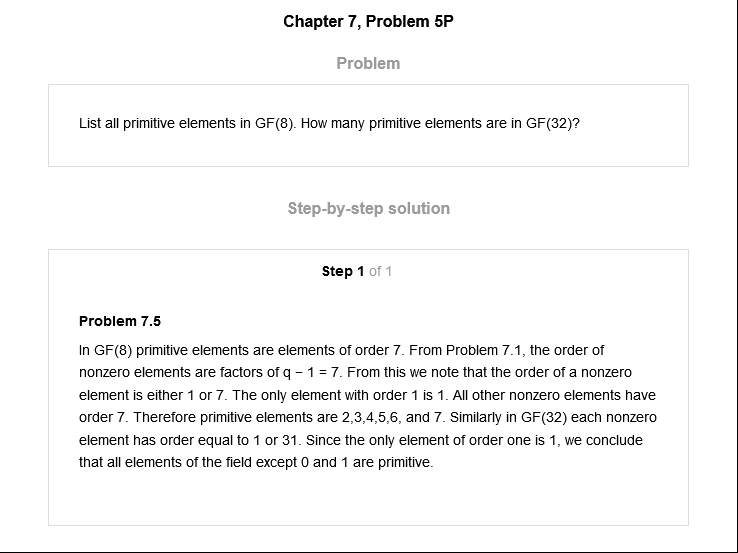 Chapter 7, Problem 5P
Problem
List all primitive elements in GF(8). How many primitive elements are in GF(32)?
Step-by-step solution
Step 1 of 1
Problem 7.5
In GF(8) primitive elements are elements of order 7. From Problem 7.1, the order of
nonzero elements are factors of q − 1 = 7. From this we note that the order of a nonzero
element is either 1 or 7. The only element with order 1 is 1. All other nonzero elements have
order 7. Therefore primitive elements are 2,3,4,5,6, and 7. Similarly in GF(32) each nonzero
element has order equal to 1 or 31. Since the only element of order one is 1, we conclude
that all elements of the field except 0 and 1 are primitive.